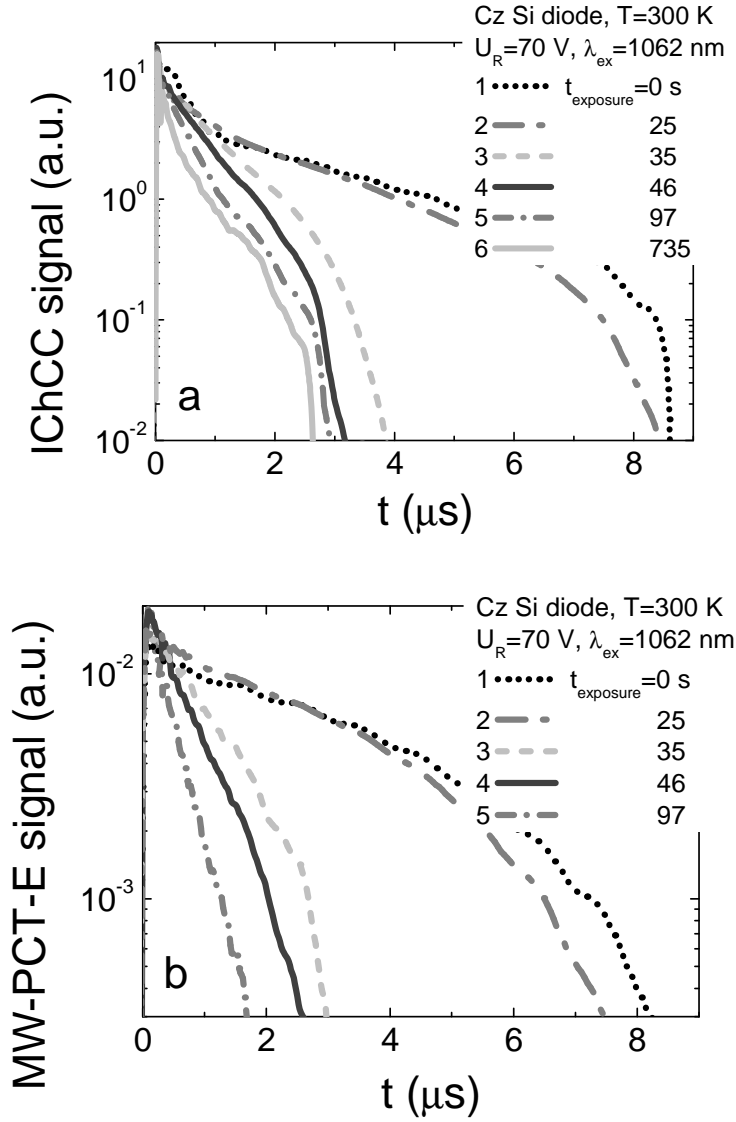 Cz Si diode, T=300 K
U_R=70 V, λ_ex=1062 nm
1 t_exposure=0 s
2 25
3 35
4 46
5 97
6 735
IChCC signal (a.u.)
10^1
10^0
10^-1
10^-2
a
0 2 4 6 8
t (μs)
Cz Si diode, T=300 K
U_R=70 V, λ_ex=1062 nm
1 t_exposure=0 s
2 25
3 35
4 46
5 97
MW-PCT-E signal (a.u.)
10^-2
10^-3
b
0 2 4 6 8
t (μs)